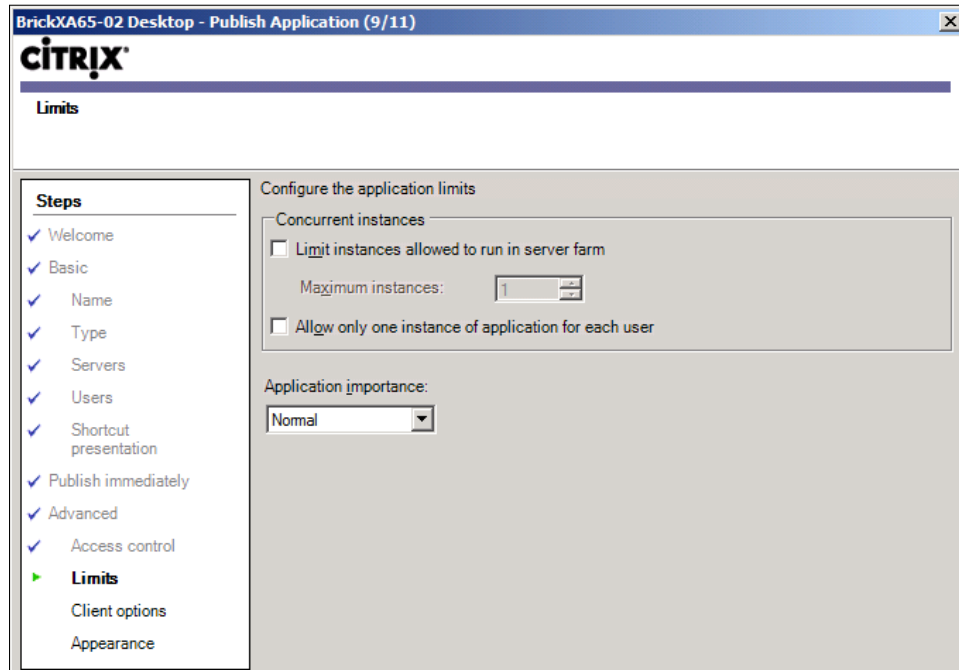 BrickXA65-02 Desktop - Publish Application (9/11)
CİTRIX®
Limits
Steps
Welcome
Basic
Name
Type
Servers
Users
Shortcut
presentation
Publish immediately
Advanced
Access control
Limits
Client options
Appearance
Configure the application limits
Concurrent instances
Limit instances allowed to run in server farm
Maximum instances:
1
Allow only one instance of application for each user
Application importance:
Normal